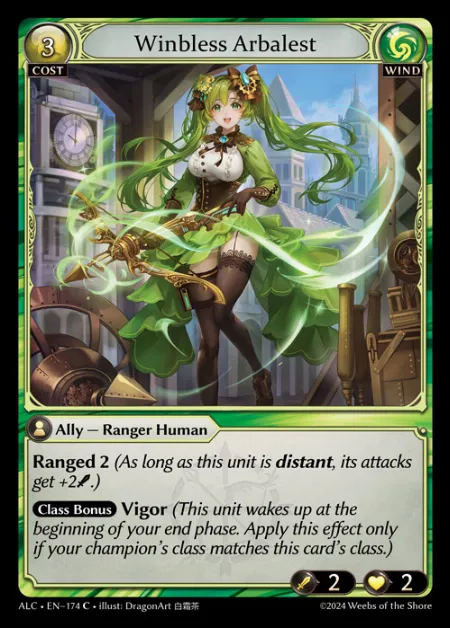 3
Winbless Arbalest
COST
WIND
Ally — Ranger Human
Ranged 2 (As long as this unit is distant, its attacks
get +2.)
Class Bonus Vigor (This unit wakes up at the
beginning of your end phase. Apply this effect only
if your champion's class matches this card's class.)
2
2
ALC • EN-174 C • illust: DragonArt 白霜茶
©2024 Weebs of the Shore